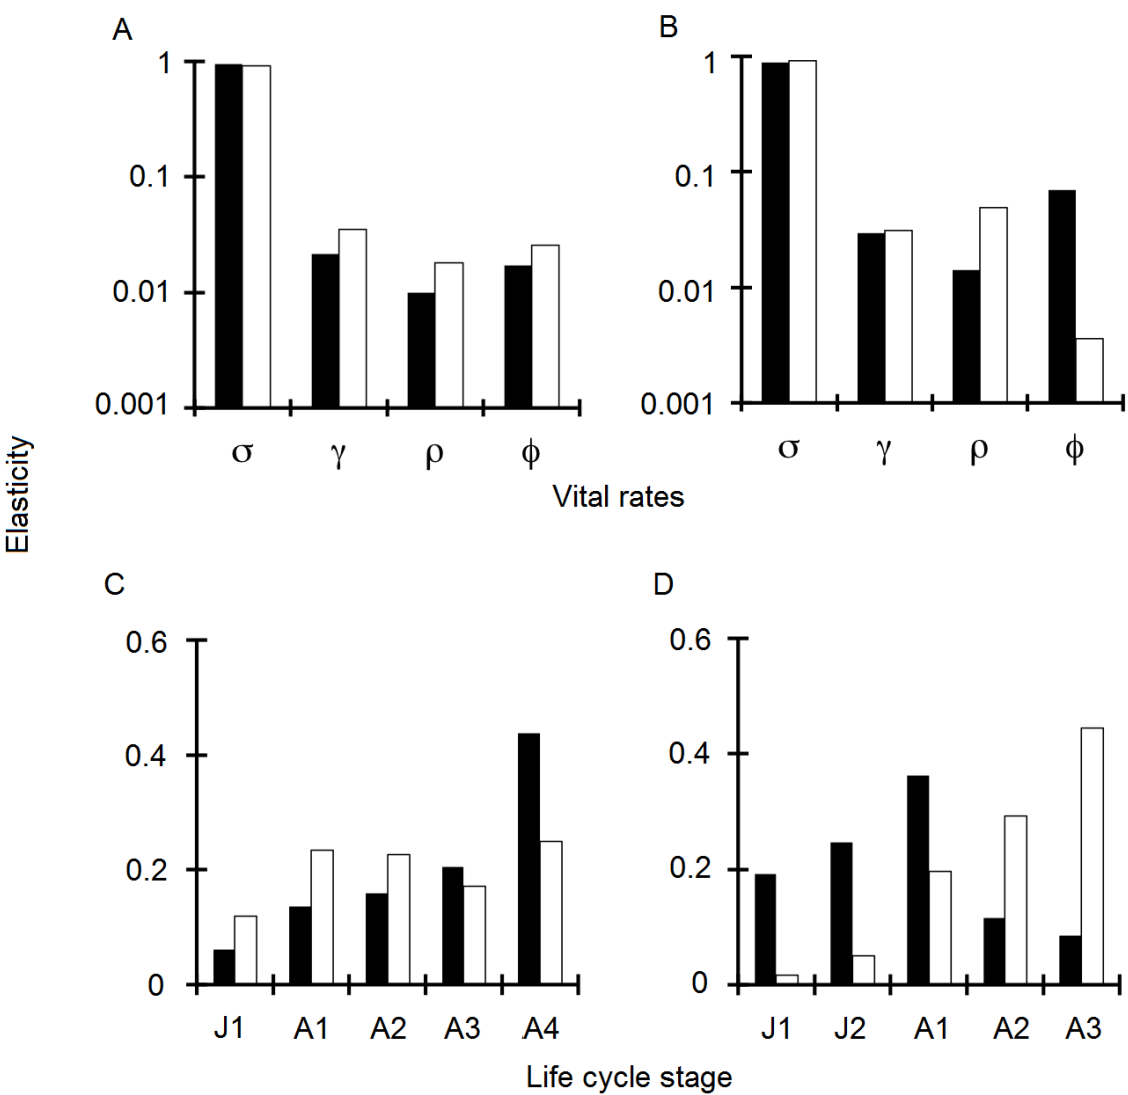 A
1
0.1
0.01
0.001
σ γ ρ ϕ
B
1
0.1
0.01
0.001
σ γ ρ ϕ
Vital rates
Elasticity
C
0.6
0.4
0.2
0
J1 A1 A2 A3 A4
D
0.6
0.4
0.2
0
J1 J2 A1 A2 A3
Life cycle stage